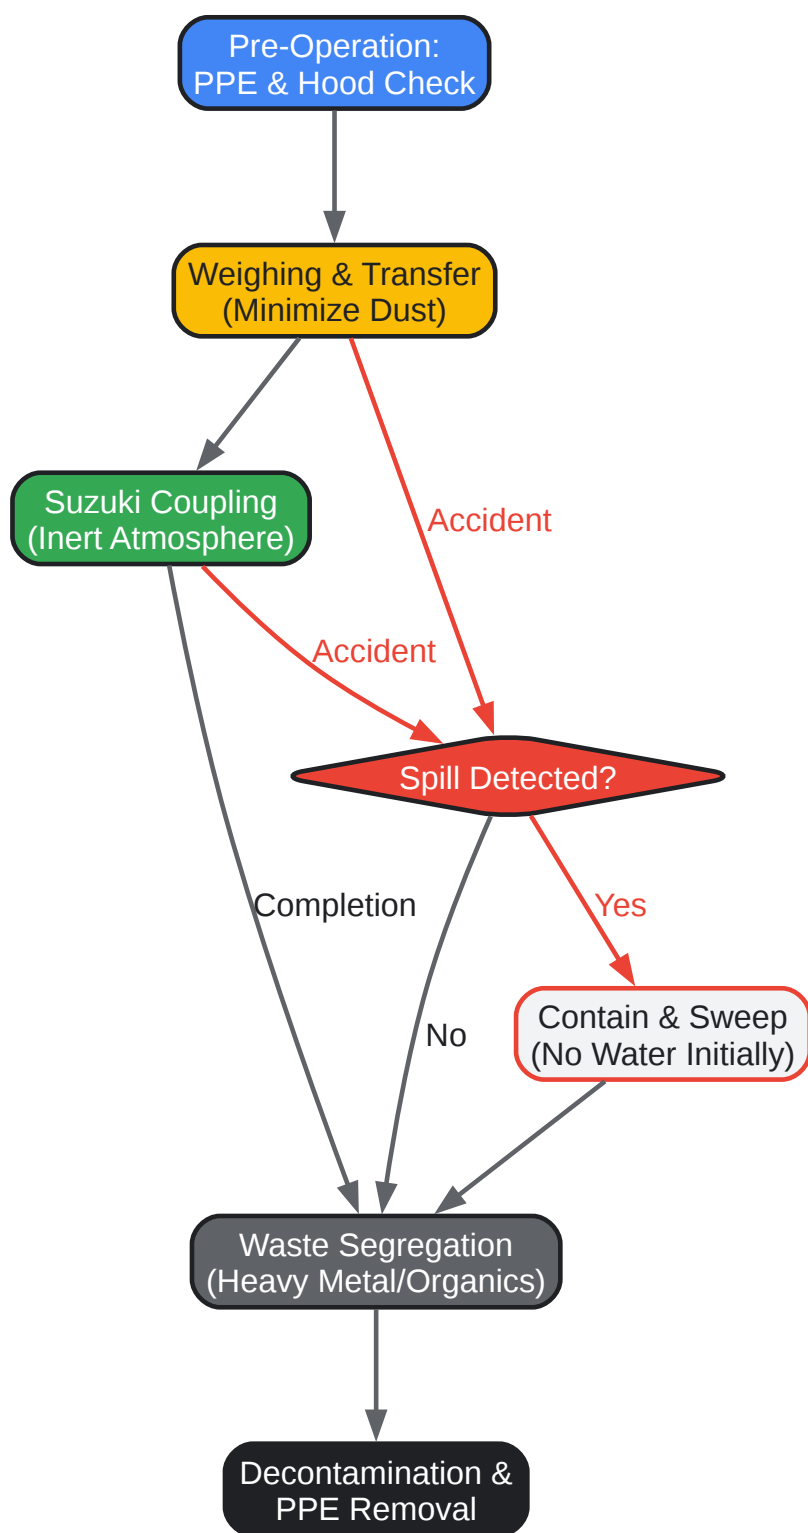 Pre-Operation:
PPE & Hood Check
Weighing & Transfer
(Minimize Dust)
Suzuki Coupling
(Inert Atmosphere)
Accident
Accident
Spill Detected?
Completion
Yes
No
Contain & Sweep
(No Water Initially)
Waste Segregation
(Heavy Metal/Organics)
Decontamination &
PPE Removal